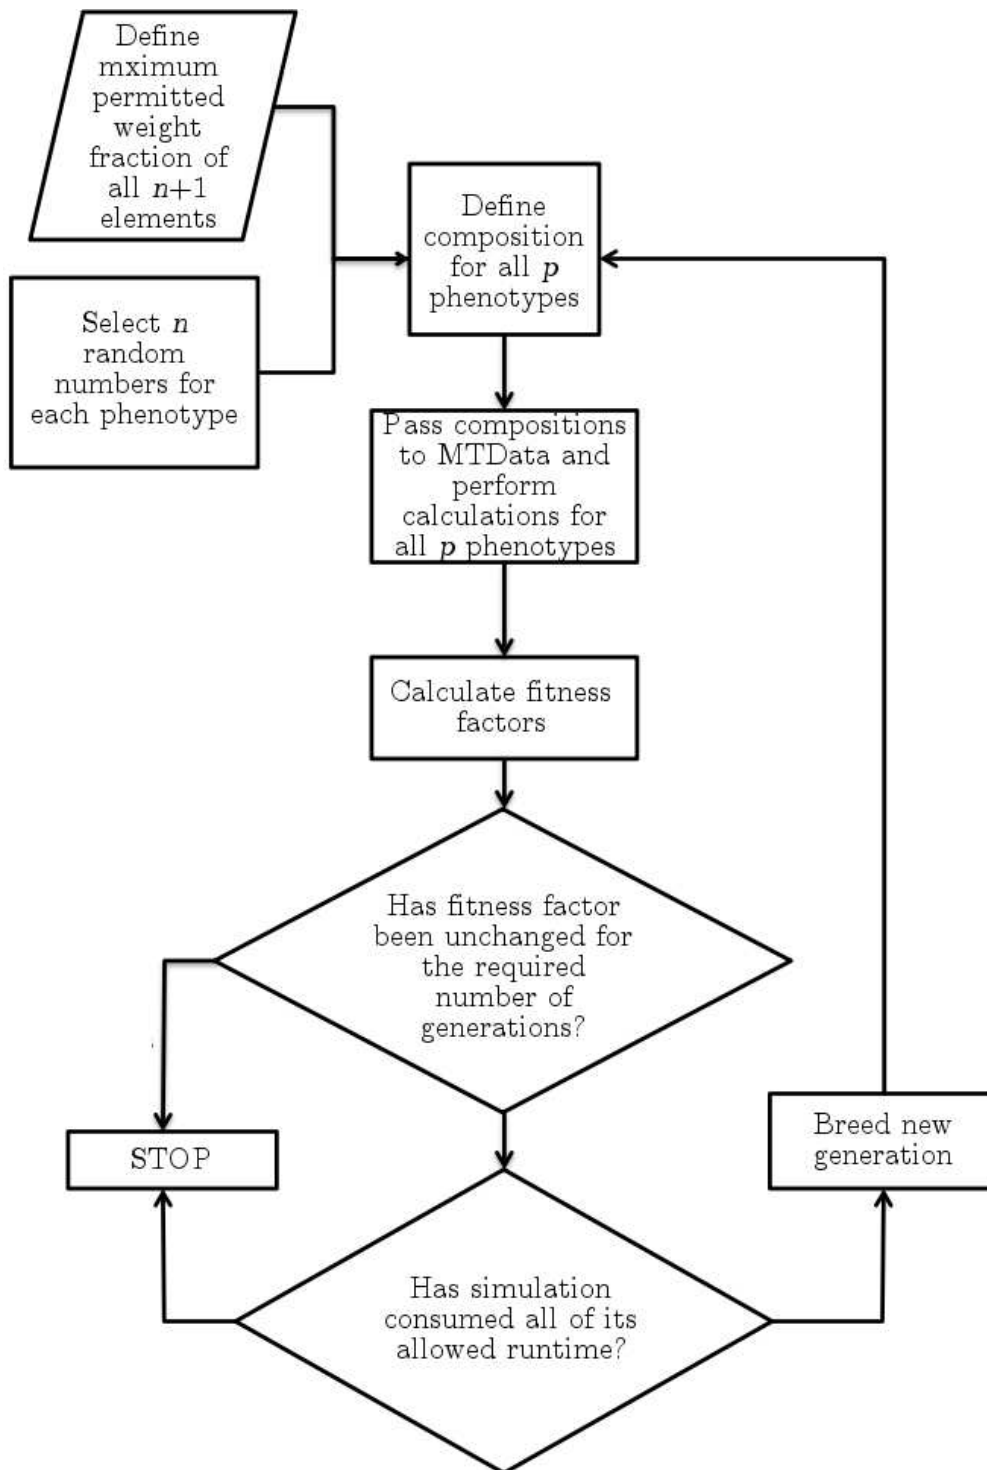 Define
mximum
permitted
weight
fraction of
all n+1
elements
Select n
random
numbers for
each phenotype
Define
composition
for all p
phenotypes
Pass compositions
to MTData and
perform
calculations for
all p phenotypes
Calculate fitness
factors
Has fitness factor
been unchanged for
the required
number of
generations?
STOP
Breed new
generation
Has simulation
consumed all of its
allowed runtime?